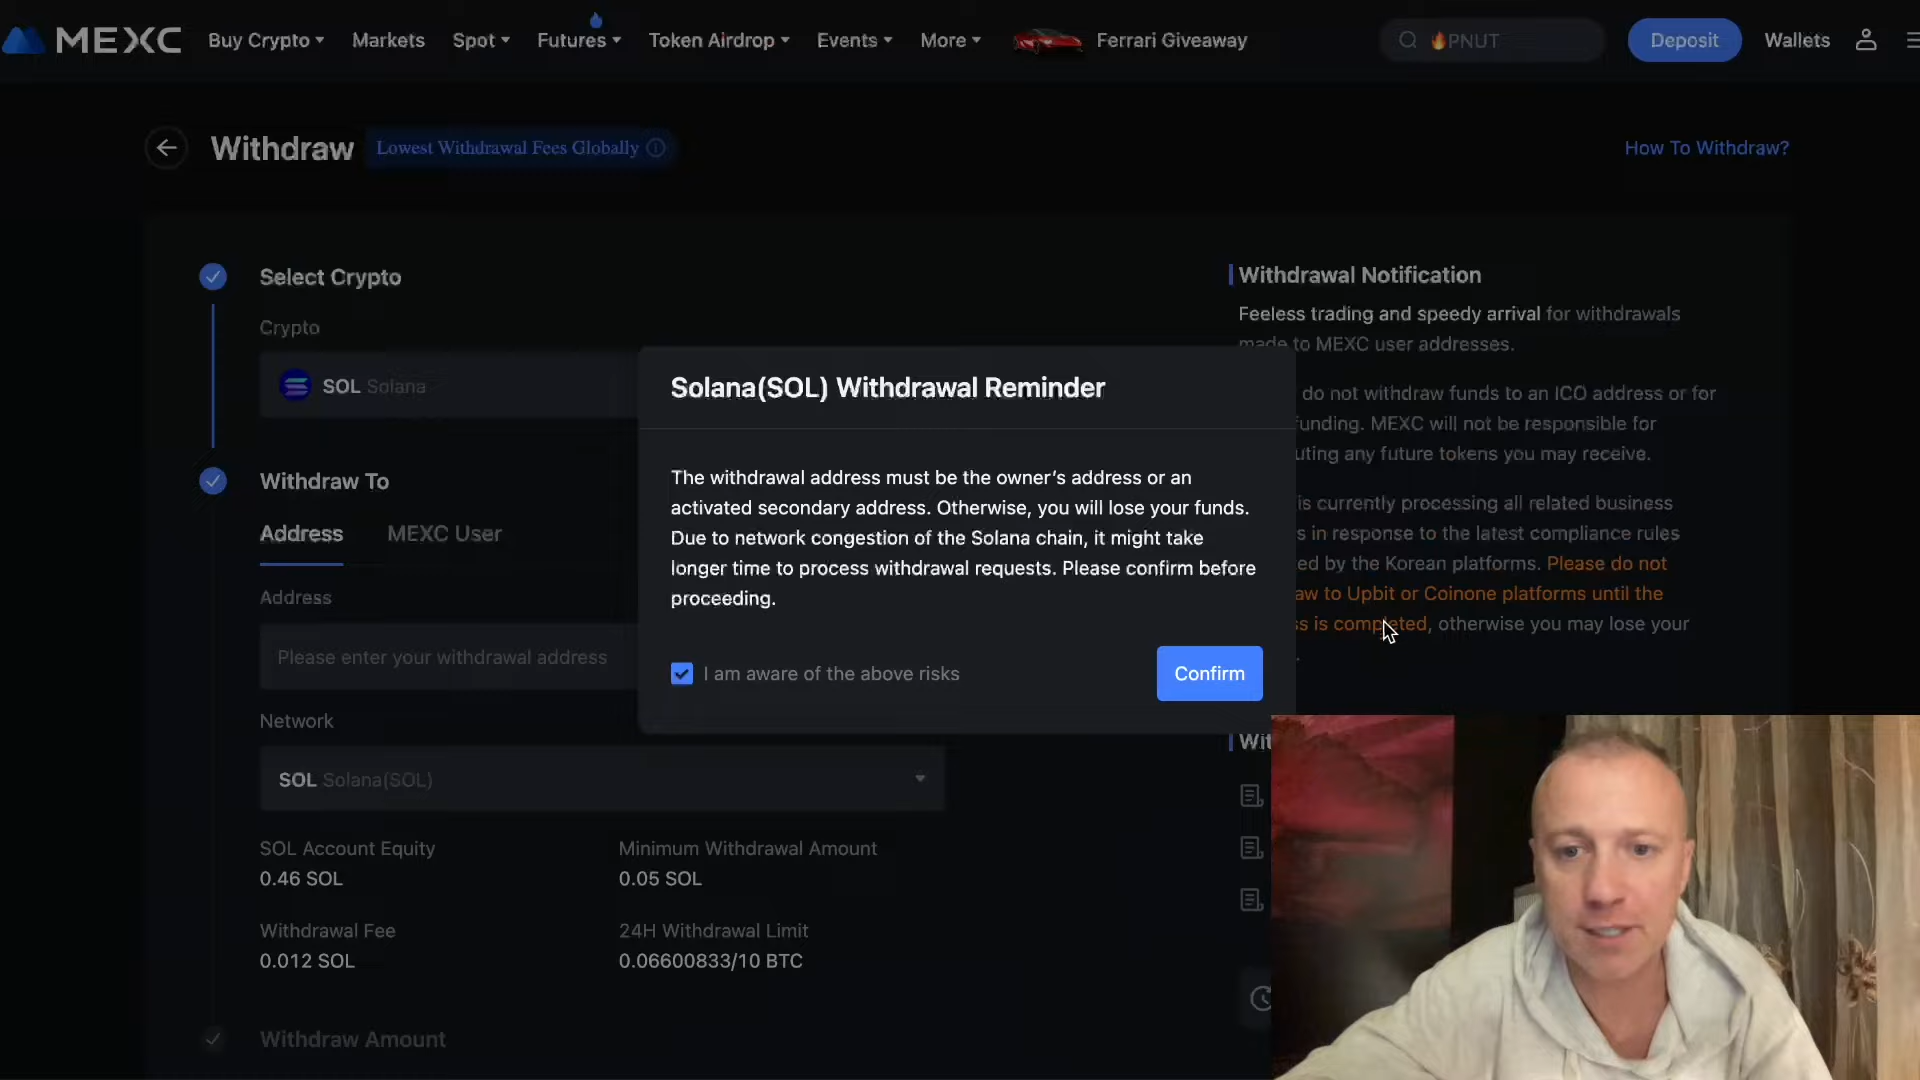 MEXC Buy Crypto Markets Spot Futures Token Airdrop Events More Ferrari Giveaway PNUT Deposit Wallets
Withdraw Lowest Withdrawal Fees Globally How To Withdraw?
Select Crypto
Crypto
SOL Solana
Withdraw To
Address MEXC User
Address
Please enter your withdrawal address
Network
SOL Solana(SOL)
SOL Account Equity Minimum Withdrawal Amount
0.46 SOL 0.05 SOL
Withdrawal Fee 24H Withdrawal Limit
0.012 SOL 0.06600833/10 BTC
Withdraw Amount
Solana(SOL) Withdrawal Reminder
The withdrawal address must be the owner's address or an
activated secondary address. Otherwise, you will lose your funds.
Due to network congestion of the Solana chain, it might take
longer time to process withdrawal requests. Please confirm before
proceeding.
I am aware of the above risks Confirm
Withdrawal Notification
Feeless trading and speedy arrival for withdrawals
made to MEXC user addresses.
do not withdraw funds to an ICO address or for
unding. MEXC will not be responsible for
uting any future tokens you may receive.
is currently processing all related business
s in response to the latest compliance rules
ed by the Korean platforms. Please do not
aw to Upbit or Coinone platforms until the
ss is completed, otherwise you may lose your
Wit